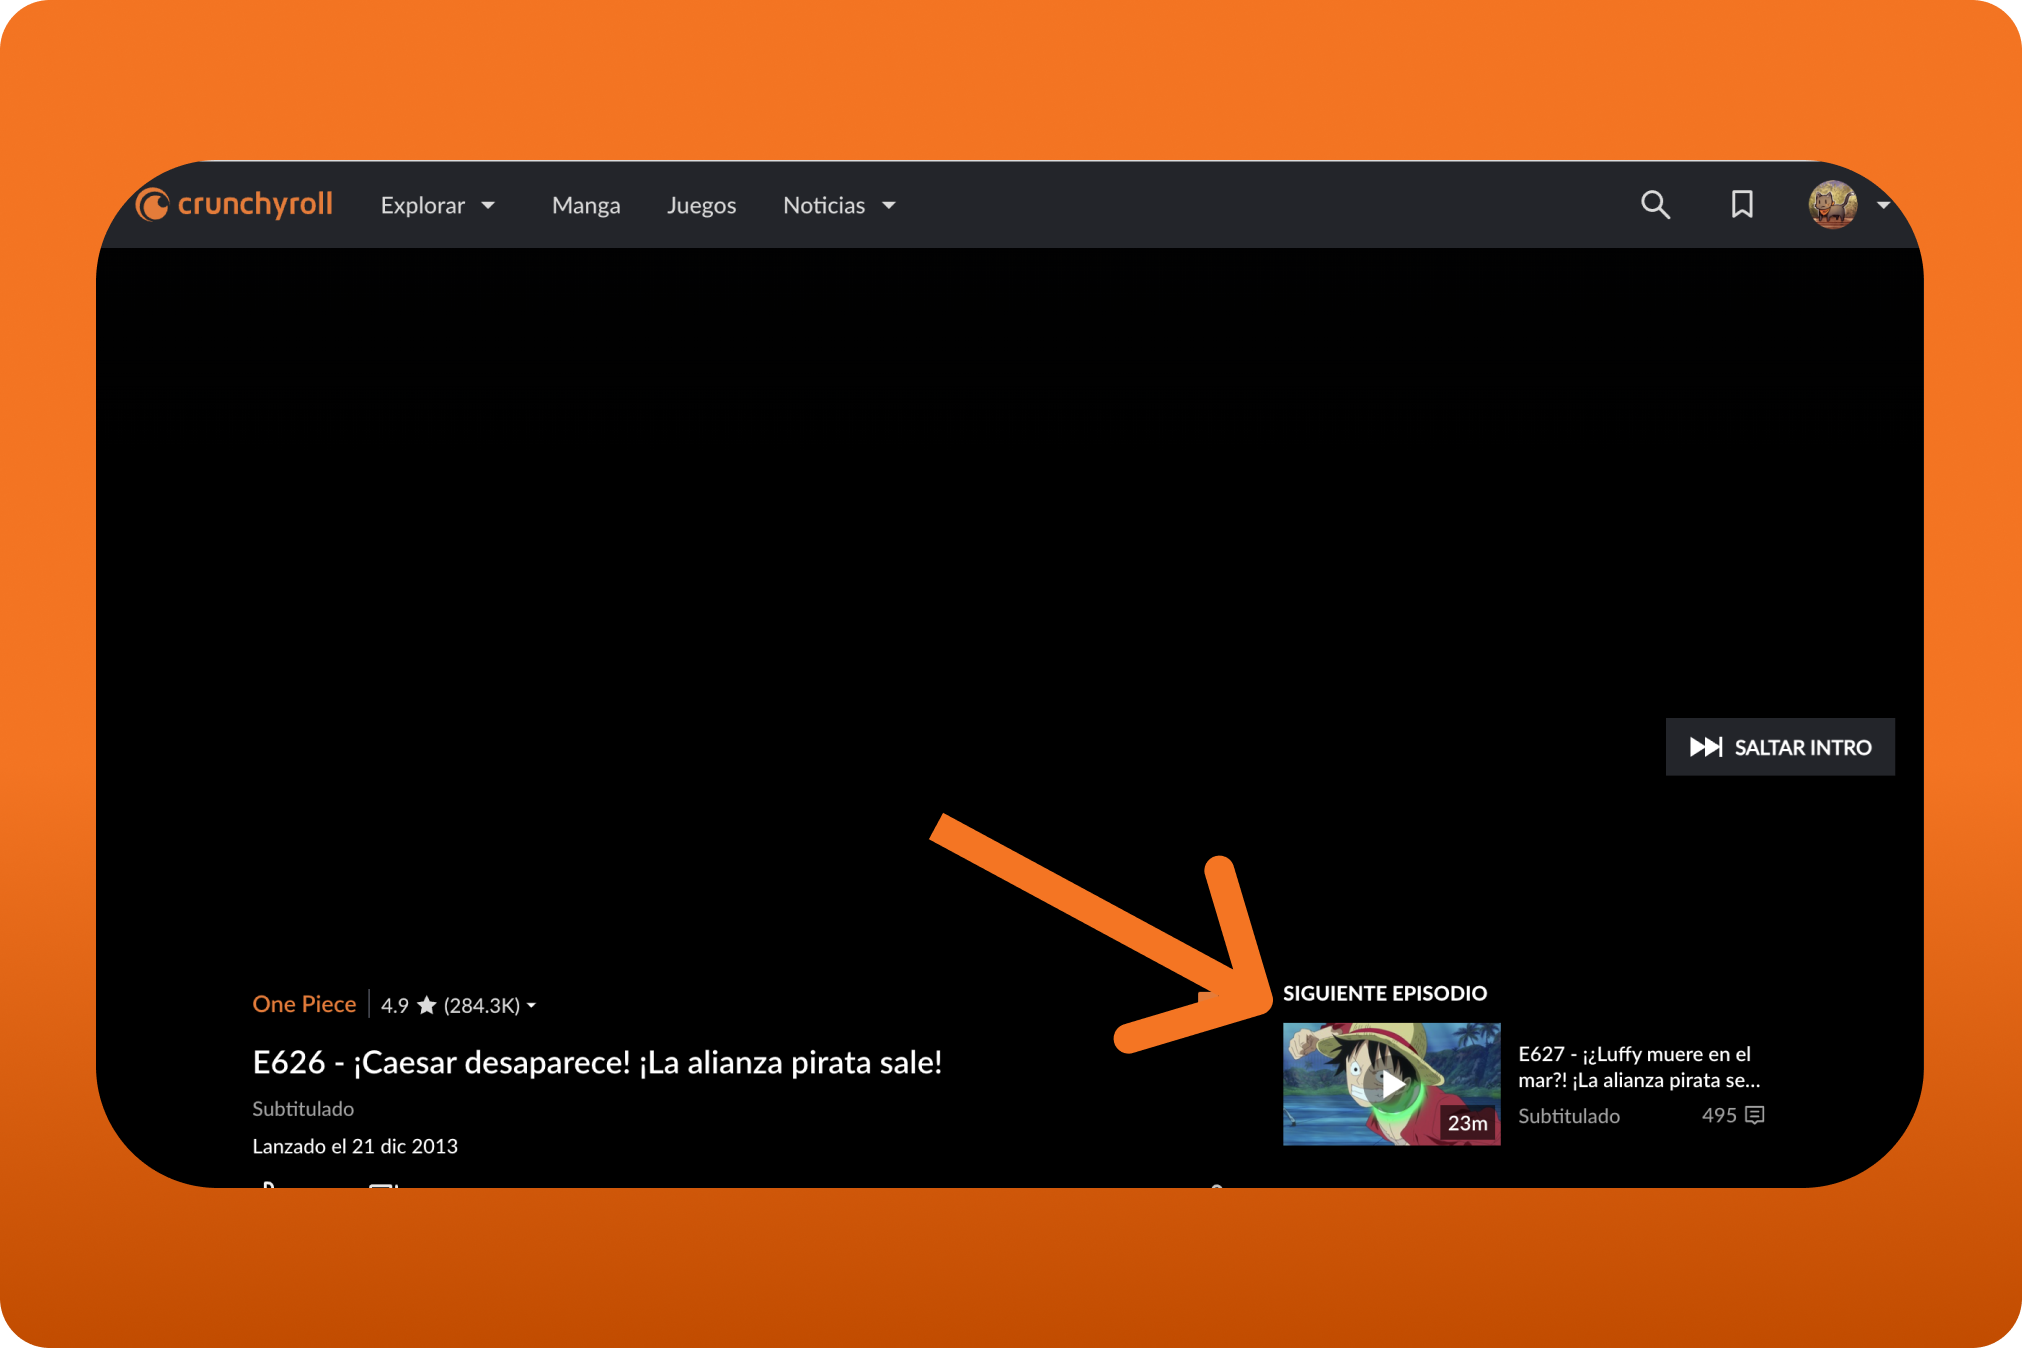 crunchyroll
Explorar
Manga
Juegos
Noticias
SALTAR INTRO
One Piece
4.9 ★ (284.3K)
E626 - ¡Caesar desaparece! ¡La alianza pirata sale!
Subtitulado
Lanzado el 21 dic 2013
SIGUIENTE EPISODIO
23m
E627 - ¡¿Luffy muere en el
mar?! ¡La alianza pirata se...
Subtitulado
495